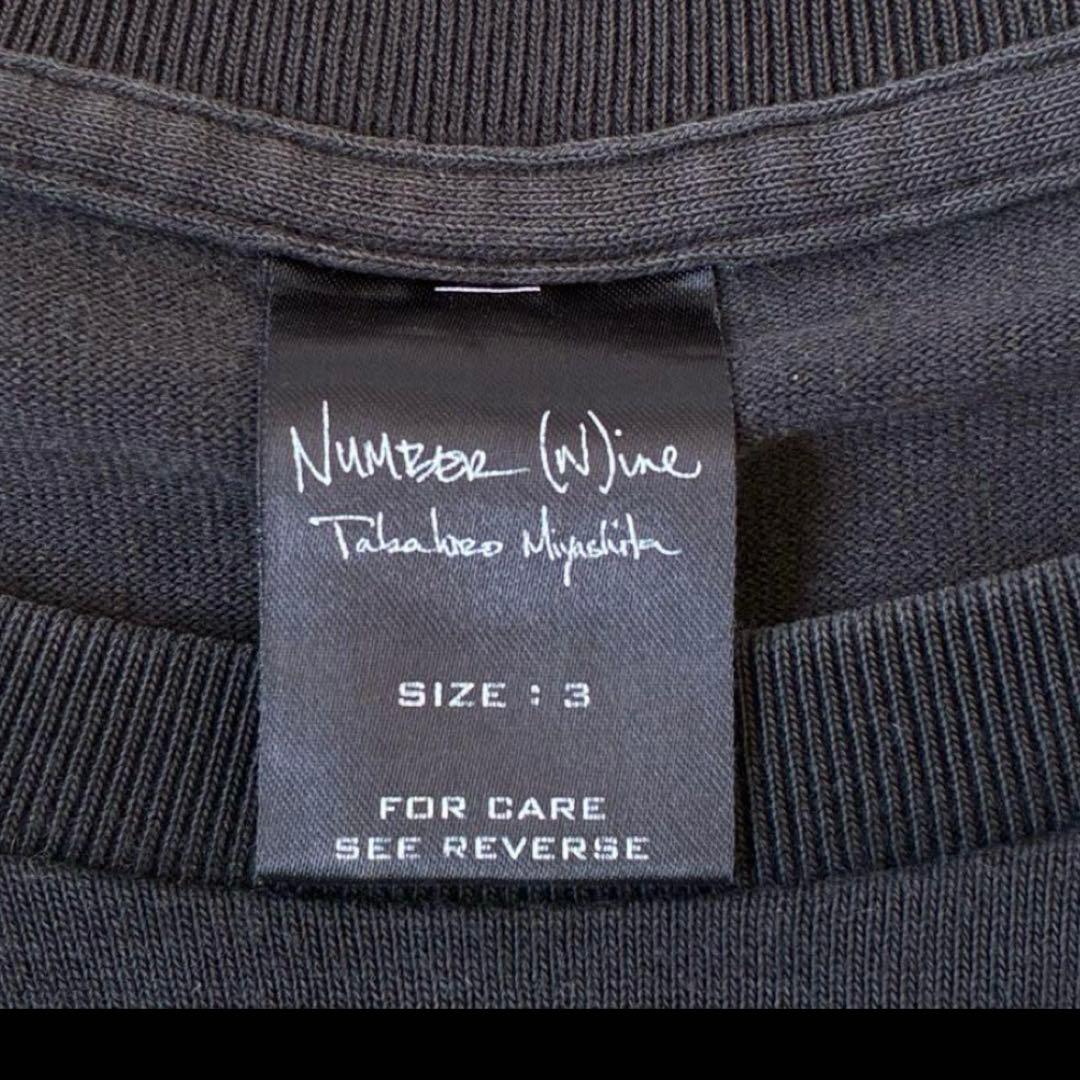 NUMBER (N)ine
Takahiro Miyashita
SIZE : 3
FOR CARE
SEE REVERSE